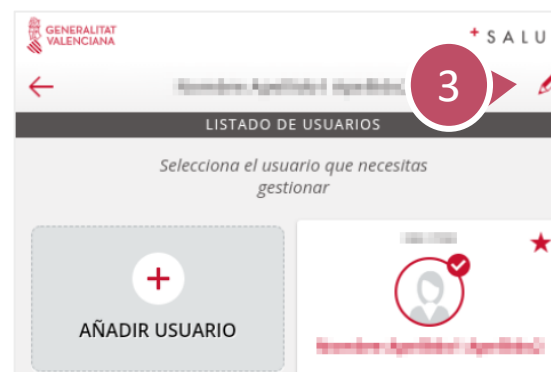 GENERALITAT
VALENCIANA
+ SALU
3
LISTADO DE USUARIOS
Selecciona el usuario que necesitas
gestionar
+
AÑADIR USUARIO